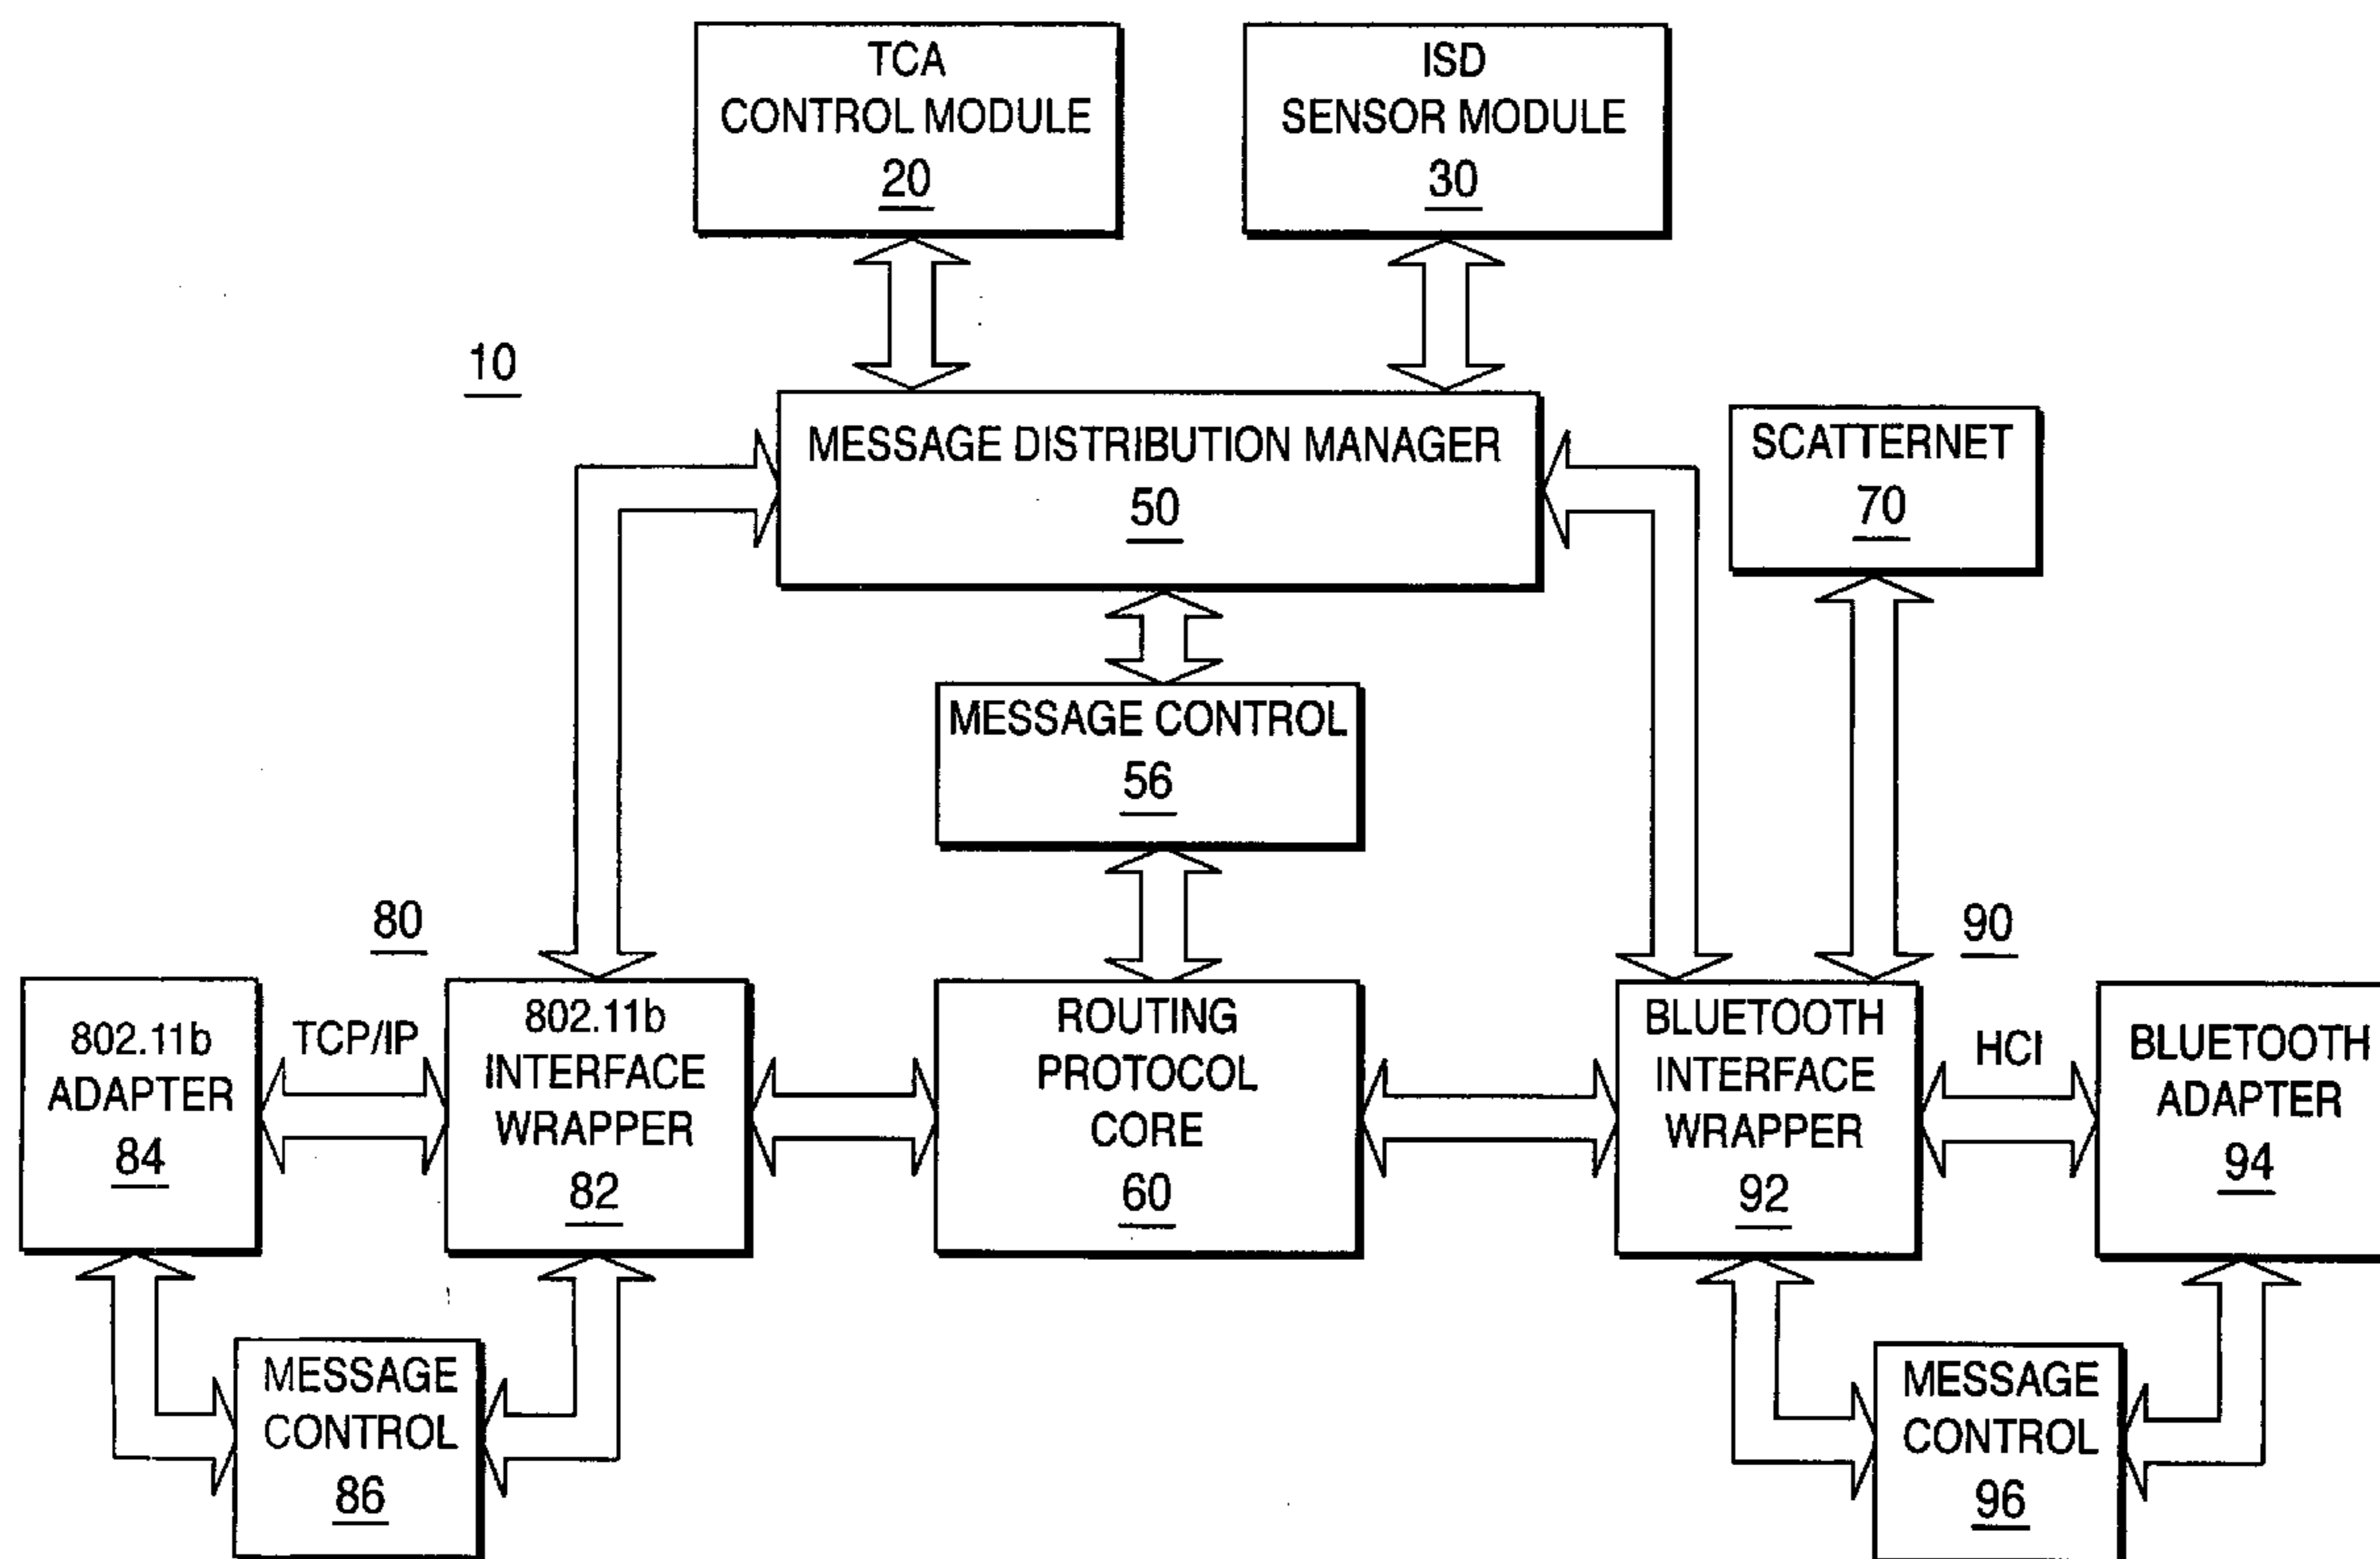 TCA
CONTROL MODULE
20
ISD
SENSOR MODULE
30
10
MESSAGE DISTRIBUTION MANAGER
50
SCATTERNET
70
MESSAGE CONTROL
56
80
90
802.11b
ADAPTER
84
TCP/IP
802.11b
INTERFACE
WRAPPER
82
ROUTING
PROTOCOL
CORE
60
BLUETOOTH
INTERFACE
WRAPPER
92
HCI
BLUETOOTH
ADAPTER
94
MESSAGE
CONTROL
86
MESSAGE
CONTROL
96